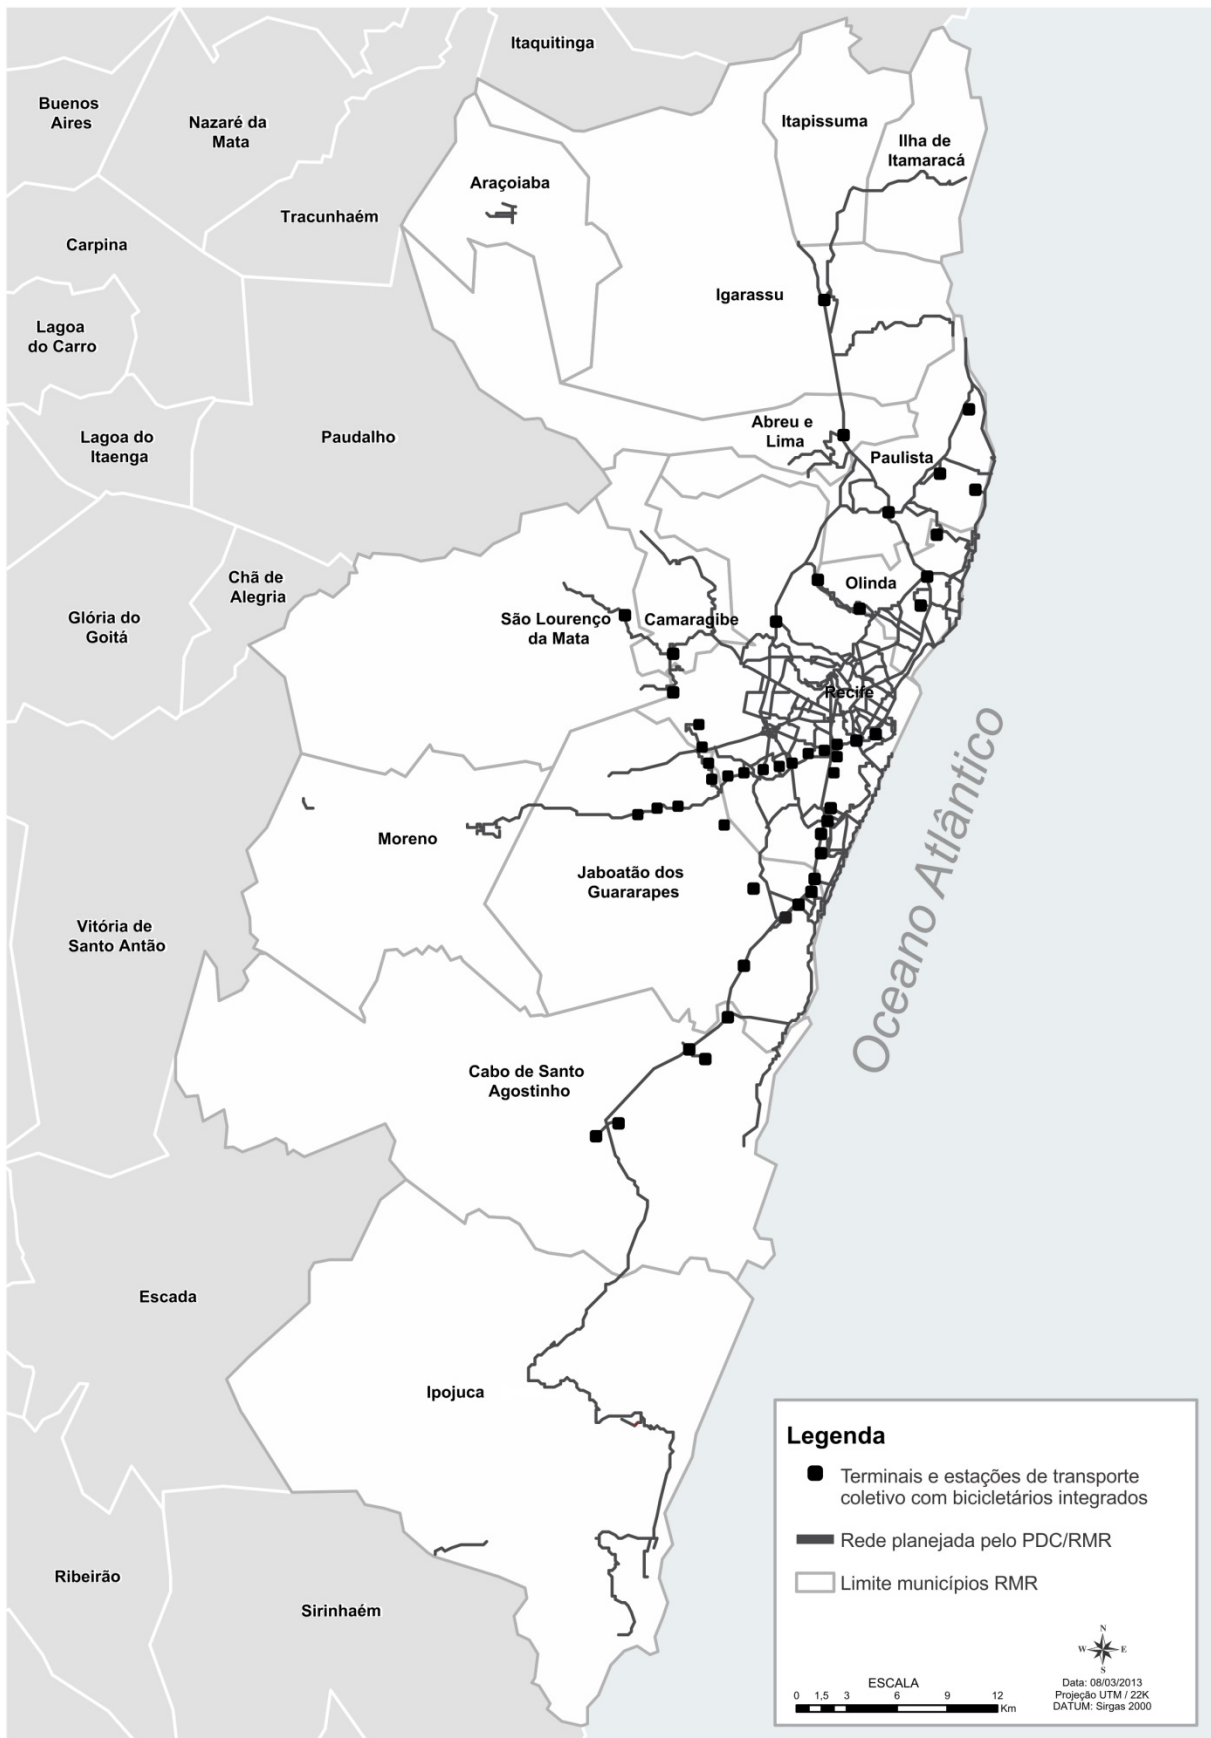 Itaquitinga
Buenos
Aires
Nazaré da
Mata
Itapissuma
Ilha de
Itamaracá
Araçoiaba
Tracunhaém
Carpina
Igarassu
Lagoa
do Carro
Abreu e
Lima
Lagoa do
Itaenga
Paudalho
Paulista
Chã de
Alegria
Olinda
Glória do
Goitá
São Lourenço
da Mata
Camaragibe
Recife
Oceano Atlântico
Moreno
Jaboatão dos
Guararapes
Vitória de
Santo Antão
Cabo de Santo
Agostinho
Escada
Ipojuca
Ribeirão
Sirinhaém
Legenda
Terminais e estações de transporte
coletivo com bicicletários integrados
Rede planejada pelo PDC/RMR
Limite municípios RMR
N
W E
S
ESCALA
0 1,5 3 6 9 12
Km
Data: 08/03/2013
Projeção UTM / 22K
DATUM: Sirgas 2000